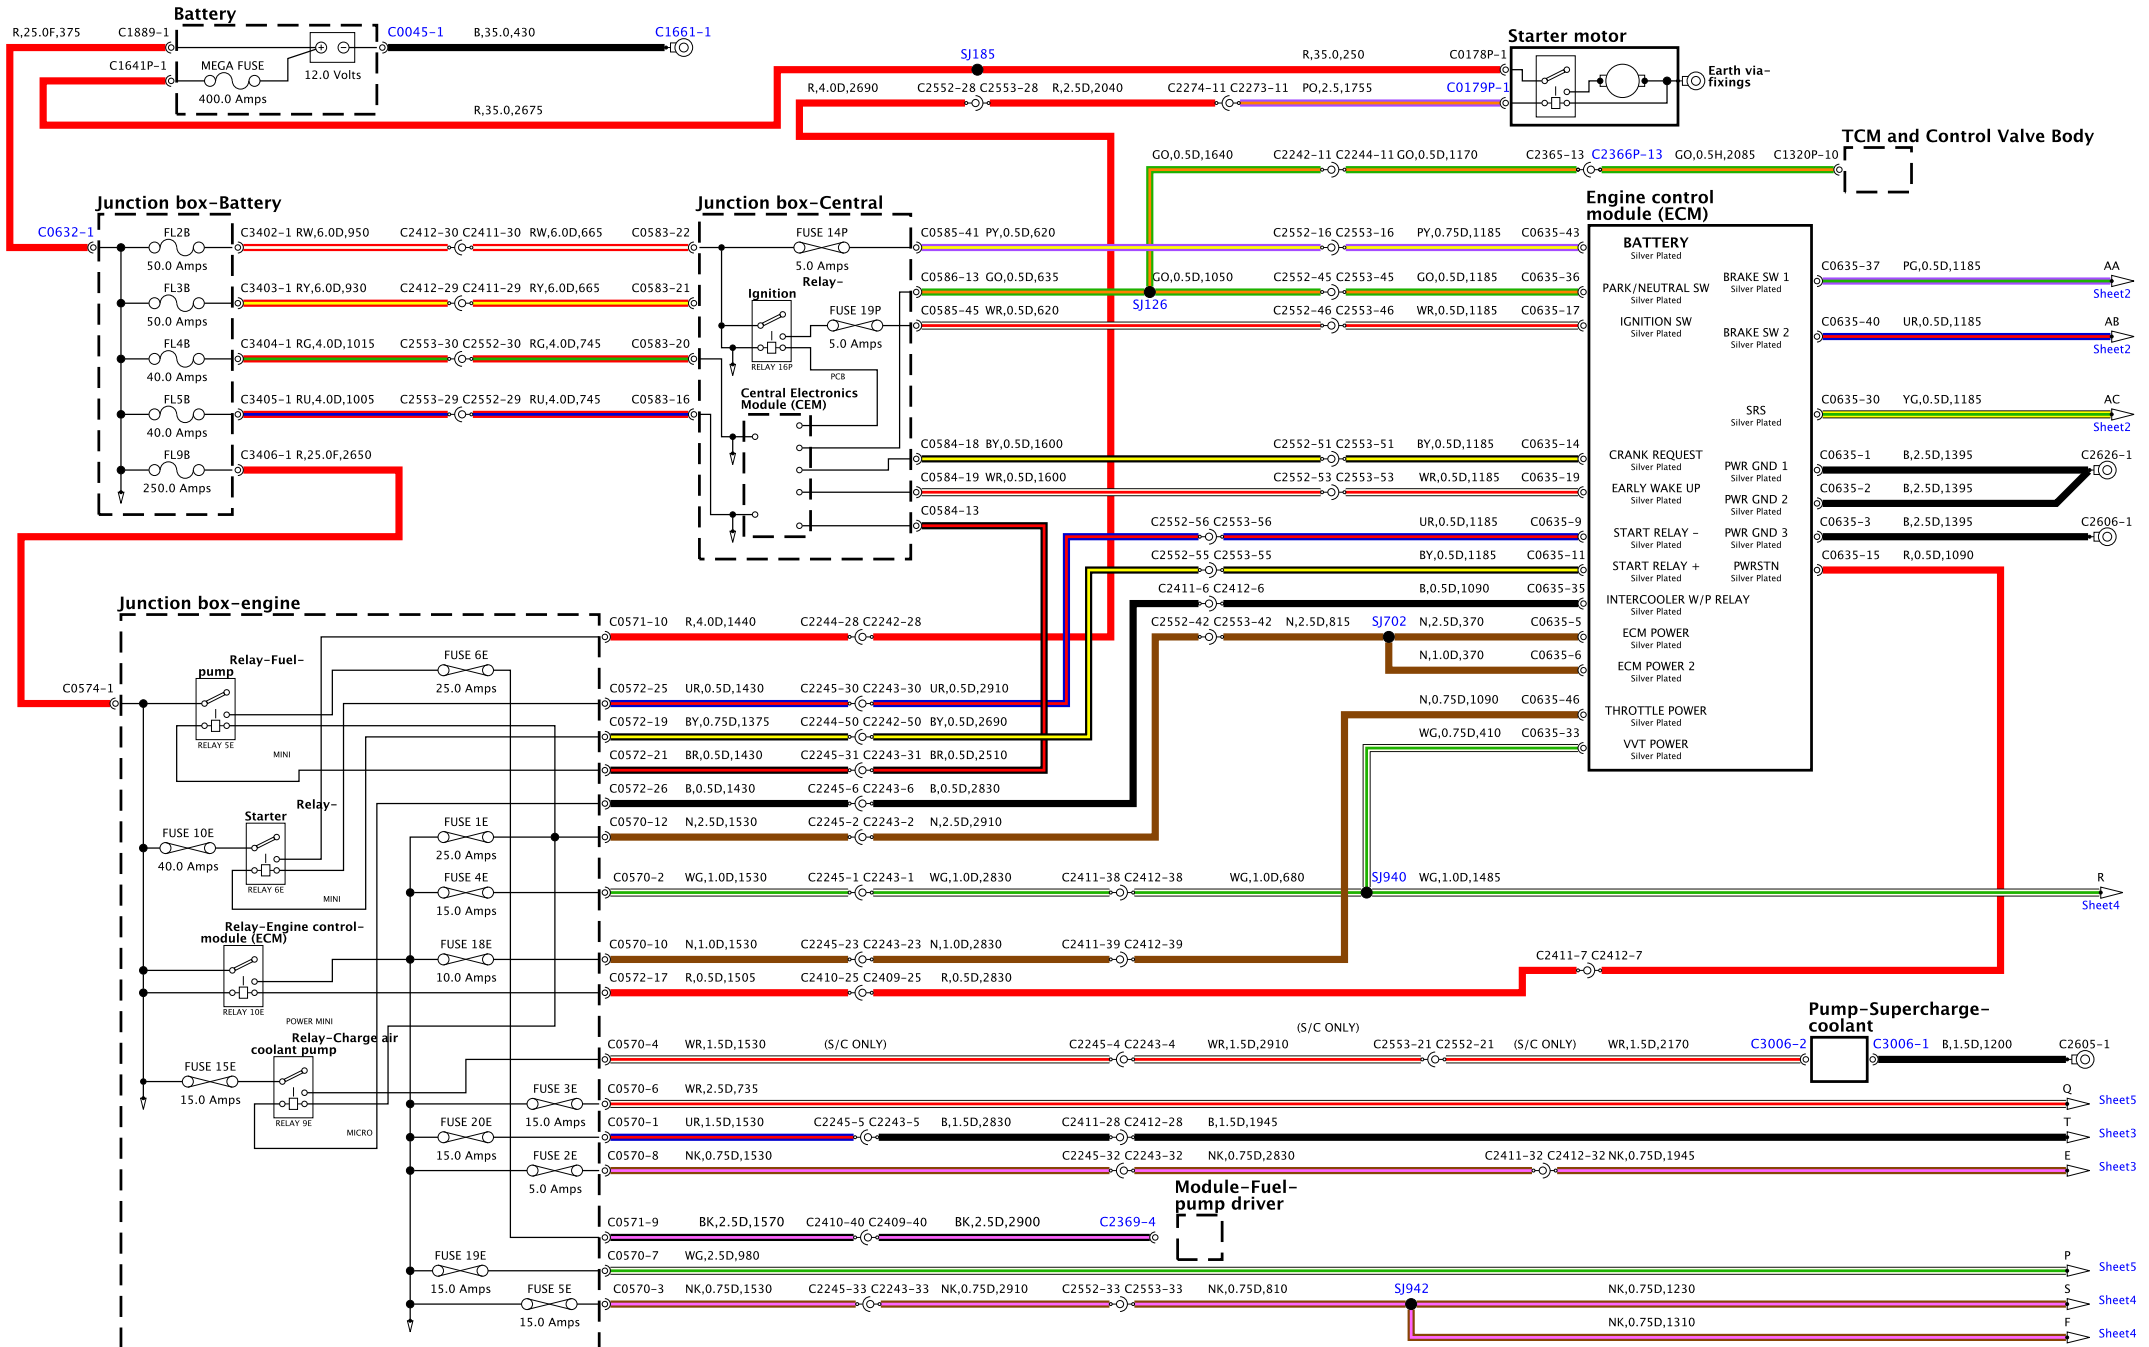 Battery
R,25.0F,375
C1889-1
C0045-1
B,35.0,430
C1661-1
C1641P-1
MEGA FUSE
400.0 Amps
12.0 Volts
R,35.0,2675
SJ185
R,35.0,250
C0178P-1
Starter motor
R,4.0D,2690
C2552-28 C2553-28
R,2.5D,2040
C2274-11 C2273-11
PO,2.5,1755
C0179P-1
Earth via-
fixings
TCM and Control Valve Body
GO,0.5D,1640
C2242-11 C2244-11 GO,0.5D,1170
C2365-13
C2366P-13
GO,0.5H,2085
C1320P-10
Junction box-Battery
C0632-1
FL2B
50.0 Amps
C3402-1 RW,6.0D,950
C2412-30 C2411-30
RW,6.0D,665
C0583-22
FL3B
50.0 Amps
C3403-1 RY,6.0D,930
C2412-29 C2411-29
RY,6.0D,665
C0583-21
FL4B
40.0 Amps
C3404-1 RG,4.0D,1015
C2553-30 C2552-30
RG,4.0D,745
C0583-20
FL5B
40.0 Amps
C3405-1 RU,4.0D,1005
C2553-29 C2552-29
RU,4.0D,745
C0583-16
FL9B
250.0 Amps
C3406-1 R,25.0F,2650
Junction box-Central
FUSE 14P
5.0 Amps
Relay-
Ignition
FUSE 19P
5.0 Amps
RELAY 16P
PCB
Central Electronics
Module (CEM)
C0585-41 PY,0.5D,620
C2552-16 C2553-16
PY,0.75D,1185
C0635-43
C0586-13 GO,0.5D,635
GO,0.5D,1050
SJ126
C2552-45 C2553-45
GO,0.5D,1185
C0635-36
C0585-45 WR,0.5D,620
C2552-46 C2553-46
WR,0.5D,1185
C0635-17
C0584-18 BY,0.5D,1600
C2552-51 C2553-51
BY,0.5D,1185
C0635-14
C0584-19 WR,0.5D,1600
C2552-53 C2553-53
WR,0.5D,1185
C0635-19
C0584-13
C2552-56 C2553-56
UR,0.5D,1185
C0635-9
C2552-55 C2553-55
BY,0.5D,1185
C0635-11
C2411-6 C2412-6
B,0.5D,1090
C0635-35
C2552-42 C2553-42
N,2.5D,815
SJ702
N,2.5D,370
C0635-5
N,1.0D,370
C0635-6
N,0.75D,1090
C0635-46
WG,0.75D,410
C0635-33
Engine control
module (ECM)
BATTERY
Silver Plated
PARK/NEUTRAL SW
Silver Plated
IGNITION SW
Silver Plated
CRANK REQUEST
Silver Plated
EARLY WAKE UP
Silver Plated
START RELAY -
Silver Plated
START RELAY +
Silver Plated
INTERCOOLER W/P RELAY
Silver Plated
ECM POWER
Silver Plated
ECM POWER 2
Silver Plated
THROTTLE POWER
Silver Plated
VVT POWER
Silver Plated
BRAKE SW 1
Silver Plated
BRAKE SW 2
Silver Plated
SRS
Silver Plated
PWR GND 1
Silver Plated
PWR GND 2
Silver Plated
PWR GND 3
Silver Plated
PWRSTN
Silver Plated
C0635-37
PG,0.5D,1185
AA
Sheet2
C0635-40
UR,0.5D,1185
AB
Sheet2
C0635-30
YG,0.5D,1185
AC
Sheet2
C0635-1
B,2.5D,1395
C2626-1
C0635-2
B,2.5D,1395
C0635-3
B,2.5D,1395
C2606-1
C0635-15
R,0.5D,1090
Junction box-engine
C0574-1
Relay-Fuel-
pump
RELAY 5E
MINI
FUSE 6E
25.0 Amps
Relay-
Starter
FUSE 10E
40.0 Amps
RELAY 6E
MINI
Relay-Engine control-
module (ECM)
RELAY 10E
POWER MINI
Relay-Charge air
coolant pump
FUSE 15E
15.0 Amps
RELAY 9E
MICRO
FUSE 1E
25.0 Amps
FUSE 4E
15.0 Amps
FUSE 18E
10.0 Amps
FUSE 3E
15.0 Amps
FUSE 20E
15.0 Amps
FUSE 2E
5.0 Amps
FUSE 19E
15.0 Amps
FUSE 5E
15.0 Amps
C0571-10
R,4.0D,1440
C2244-28 C2242-28
C0572-25
UR,0.5D,1430
C2245-30 C2243-30
UR,0.5D,2910
C0572-19
BY,0.75D,1375
C2244-50 C2242-50
BY,0.5D,2690
C0572-21
BR,0.5D,1430
C2245-31 C2243-31
BR,0.5D,2510
C0572-26
B,0.5D,1430
C2245-6 C2243-6
B,0.5D,2830
C0570-12
N,2.5D,1530
C2245-2 C2243-2
N,2.5D,2910
C0570-2
WG,1.0D,1530
C2245-1 C2243-1
WG,1.0D,2830
C2411-38 C2412-38
WG,1.0D,680
SJ940
WG,1.0D,1485
R
Sheet4
C0570-10
N,1.0D,1530
C2245-23 C2243-23
N,1.0D,2830
C2411-39 C2412-39
C0572-17
R,0.5D,1505
C2410-25 C2409-25
R,0.5D,2830
C2411-7 C2412-7
C0570-4
WR,1.5D,1530
(S/C ONLY)
C2245-4 C2243-4
WR,1.5D,2910
(S/C ONLY)
C2553-21 C2552-21
(S/C ONLY)
WR,1.5D,2170
C3006-2
Pump-Supercharge-
coolant
C3006-1
B,1.5D,1200
C2605-1
C0570-6
WR,2.5D,735
Q
Sheet5
C0570-1
UR,1.5D,1530
C2245-5 C2243-5
B,1.5D,2830
C2411-28 C2412-28
B,1.5D,1945
T
Sheet3
C0570-8
NK,0.75D,1530
C2245-32 C2243-32
NK,0.75D,2830
C2411-32 C2412-32 NK,0.75D,1945
E
Sheet3
Module-Fuel-
pump driver
C0571-9
BK,2.5D,1570
C2410-40 C2409-40
BK,2.5D,2900
C2369-4
C0570-7
WG,2.5D,980
P
Sheet5
C0570-3
NK,0.75D,1530
C2245-33 C2243-33
NK,0.75D,2910
C2552-33 C2553-33
NK,0.75D,810
SJ942
NK,0.75D,1230
S
Sheet4
NK,0.75D,1310
F
Sheet4